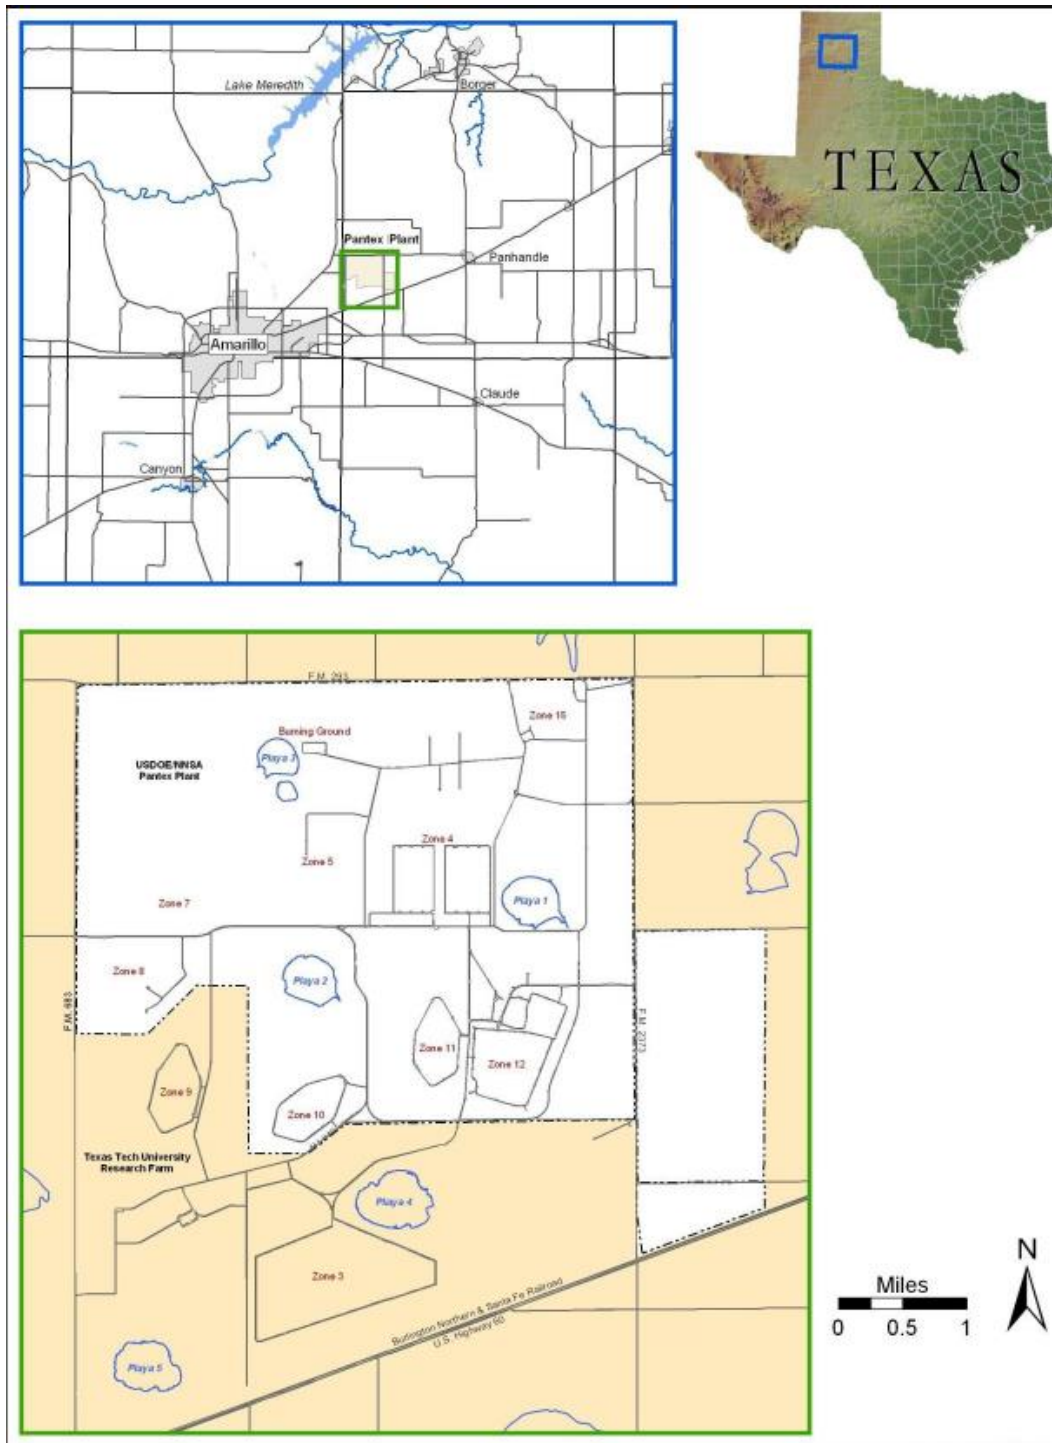 Lake Meredith
Borger
TEXAS
Pantex Plant
Panhandle
Amarillo
Claude
Canyon
F.M. 293
Zone 15
Burning Ground
Playa 3
USDOE/NNSA
Pantex Plant
Zone 4
Zone 5
Zone 7
Playa 1
Zone 8
Playa 2
F.M. 683
F.M. 2373
Zone 11
Zone 12
Zone 9
Zone 10
Texas Tech University
Research Farm
Playa 4
Zone 3
Burlington Northern & Santa Fe Railroad
U.S. Highway 60
Playa 5
N
Miles
0 0.5 1